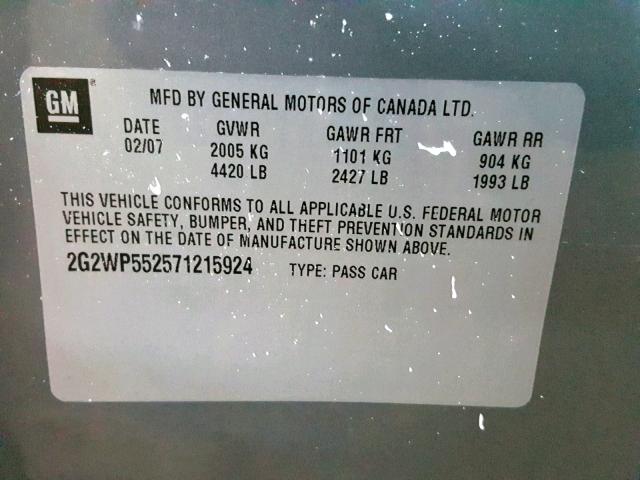 GM
MFD BY GENERAL MOTORS OF CANADA LTD.
DATE GVWR GAWR FRT GAWR RR
02/07 2005 KG 1101 KG 904 KG
4420 LB 2427 LB 1993 LB
THIS VEHICLE CONFORMS TO ALL APPLICABLE U.S. FEDERAL MOTOR
VEHICLE SAFETY, BUMPER, AND THEFT PREVENTION STANDARDS IN
EFFECT ON THE DATE OF MANUFACTURE SHOWN ABOVE.
2G2WP552571215924 TYPE: PASS CAR